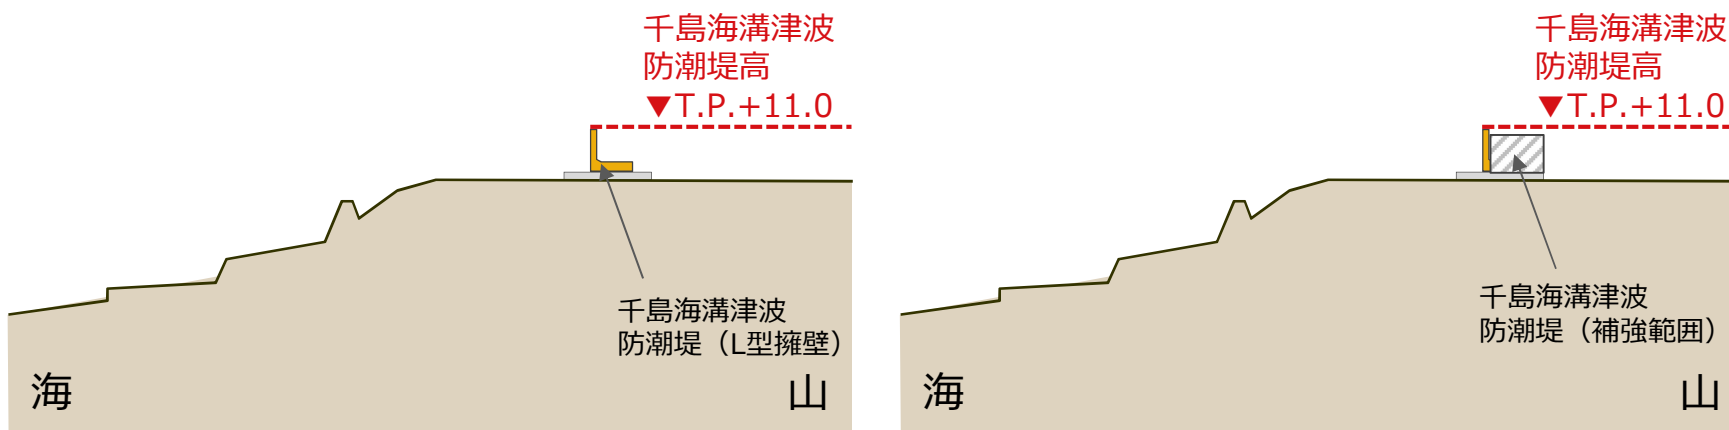 千島海溝津波
防潮堤高
▼T.P.+11.0
千島海溝津波
防潮堤（L型擁壁）
海
山
千島海溝津波
防潮堤高
▼T.P.+11.0
千島海溝津波
防潮堤（補強範囲）
海
山